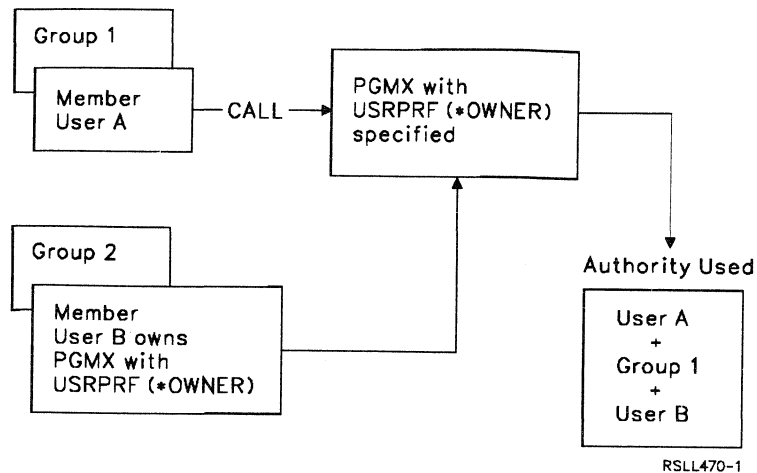 Group 1
Member
User A
CALL
PGMX with
USRPRF (*OWNER)
specified
Group 2
Member
User B owns
PGMX with
USRPRF (*OWNER)
Authority Used
User A
+
Group 1
+
User B
RSLL470-1